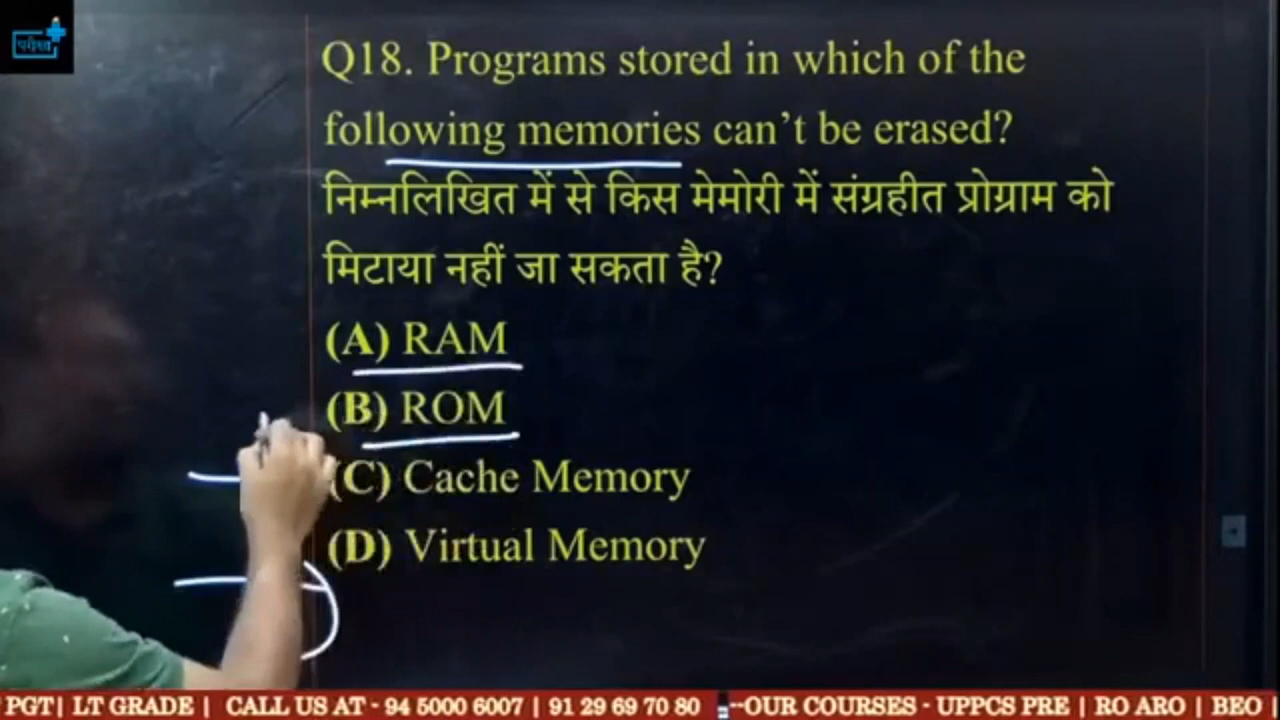 परीक्षा
Q18. Programs stored in which of the
following memories can't be erased?
निम्नलिखित में से किस मेमोरी में संग्रहीत प्रोग्राम को
मिटाया नहीं जा सकता है?
(A) RAM
(B) ROM
(C) Cache Memory
(D) Virtual Memory
PGT| LT GRADE | CALL US AT - 94 5000 6007 | 91 29 69 70 80 --OUR COURSES - UPPCS PRE | RO ARO | BEO |